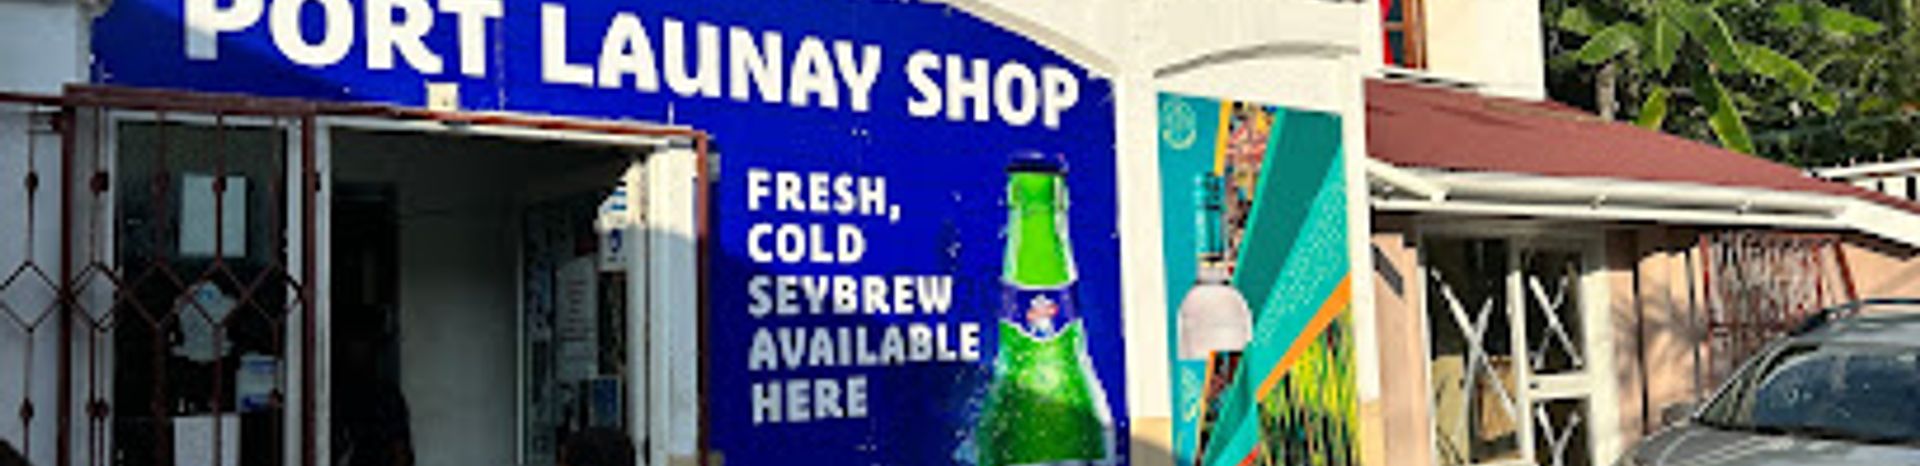 PORT LAUNAY SHOP
FRESH,
COLD
SEYBREW
AVAILABLE
HERE